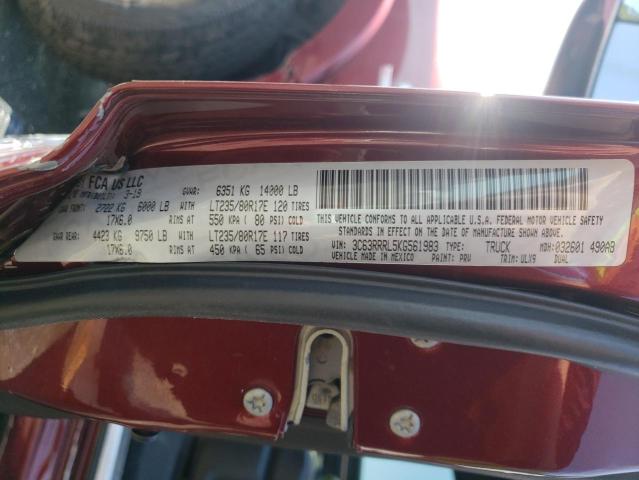 FCA US LLC
3-19 GVWR: 6351 KG 14000 LB
FRONT: 2722 KG 6000 LB WITH LT235/80R17E 120 TIRES
17X6.0 RIMS AT 550 KPA ( 80 PSI) COLD
REAR: 4423 KG 9750 LB WITH LT235/80R17E 117 TIRES
17X6.0 RIMS AT 450 KPA ( 65 PSI) COLD
THIS VEHICLE CONFORMS TO ALL APPLICABLE U.S.A. FEDERAL MOTOR VEHICLE SAFETY
STANDARDS IN EFFECT ON THE DATE OF MANUFACTURE SHOWN ABOVE.
VIN: 3C63RRRL5KG561983 TYPE: TRUCK MDH: 032601 490AB
VEHICLE MADE IN MEXICO PAINT: PRV TRIM: ULX9 DUAL